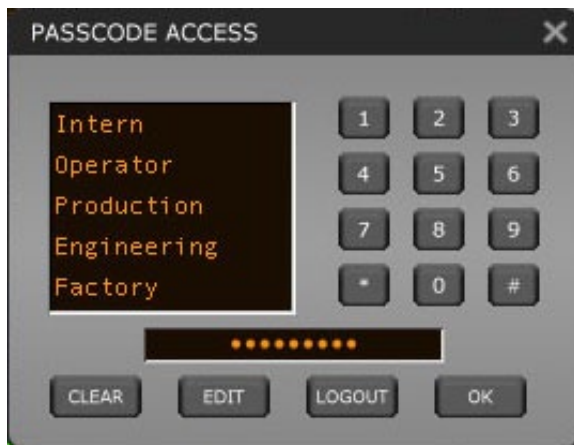 PASSCODE ACCESS
Intern
Operator
Production
Engineering
Factory
1 2 3
4 5 6
7 8 9
* 0 #
•••••••••
CLEAR EDIT LOGOUT OK